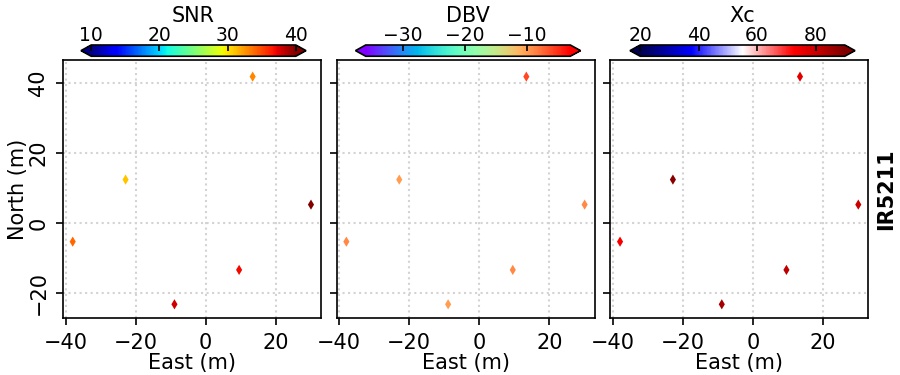 SNR DBV Xc
10 20 30 40 −30 −20 −10 20 40 60 80
40
20
0
−20
North (m)
IR5211
−40 −20 0 20 −40 −20 0 20 −40 −20 0 20
East (m) East (m) East (m)